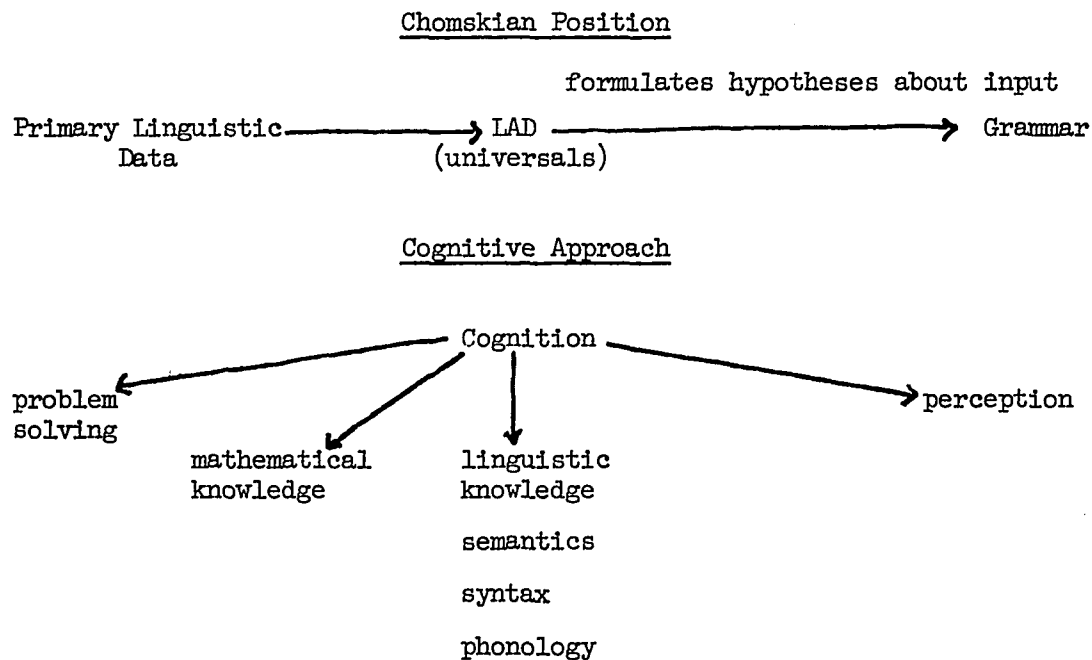 Chomskian Position
formulates hypotheses about input
Primary Linguistic Data
LAD
(universals)
Grammar
Cognitive Approach
Cognition
problem
solving
mathematical
knowledge
linguistic
knowledge
semantics
syntax
phonology
perception